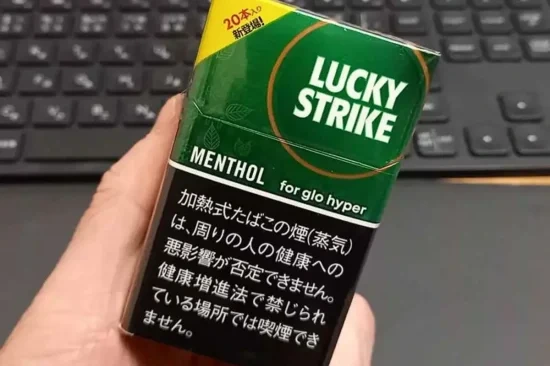 20本入り
新登場!
LUCKY
STRIKE
MENTHOL for glo hyper
加熱式たばこの煙(蒸気)
は、周りの人の健康への
悪影響が否定できません。
健康増進法で禁じられ
ている場所では喫煙でき
ません。